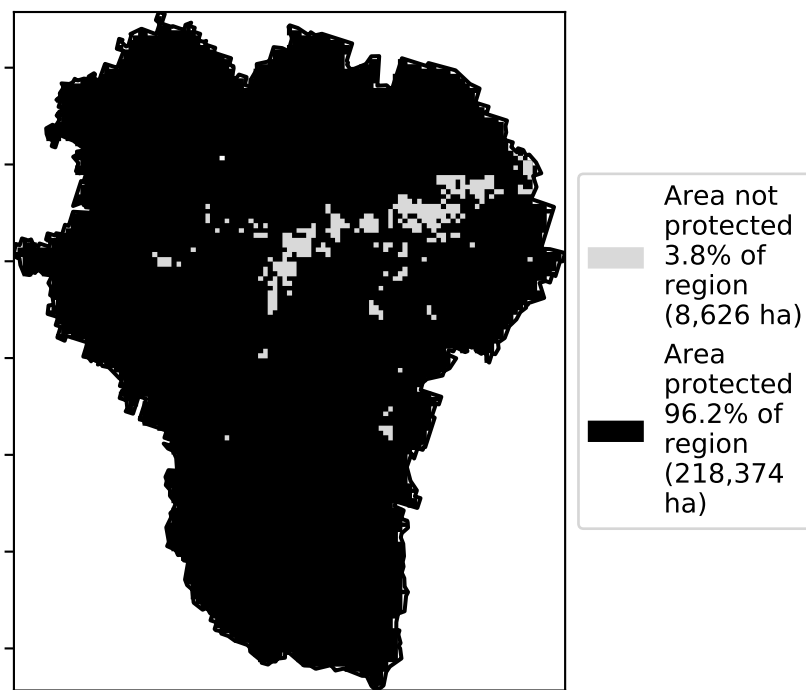 Area not
protected
3.8% of
region
(8,626 ha)
Area
protected
96.2% of
region
(218,374
ha)